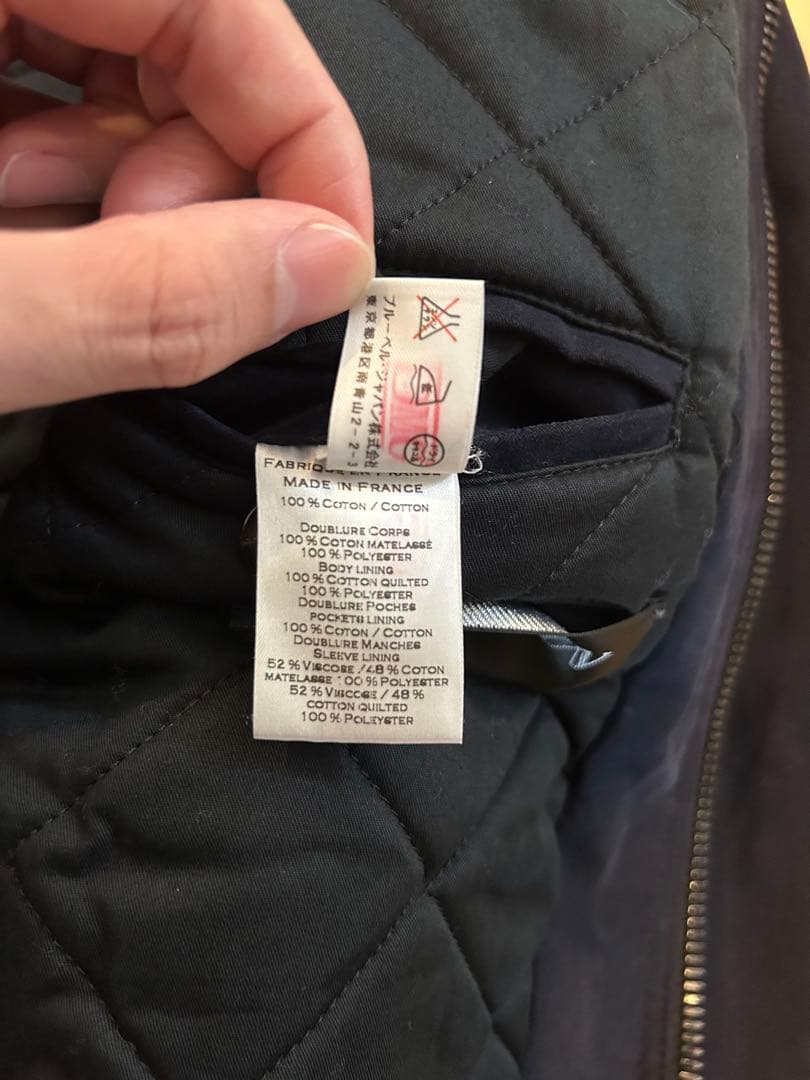 ブルーベル・ジャパン株式会社
東京都港区南青山2-2-3
FABRIQUÉ EN FRANCE
MADE IN FRANCE
100 % COTON / COTTON
DOUBLURE CORPS
100 % COTON MATELASSÉ
100 % POLYESTER
BODY LINING
100 % COTTON QUILTED
100 % POLYESTER
DOUBLURE POCHES
POCKETS LINING
100 % COTON / COTTON
DOUBLURE MANCHES
SLEEVE LINING
52 % VISCOSE / 48 % COTON
MATELASSE 100 % POLYESTER
52 % VISCOSE / 48 %
COTTON QUILTED
100 % POLYESTER